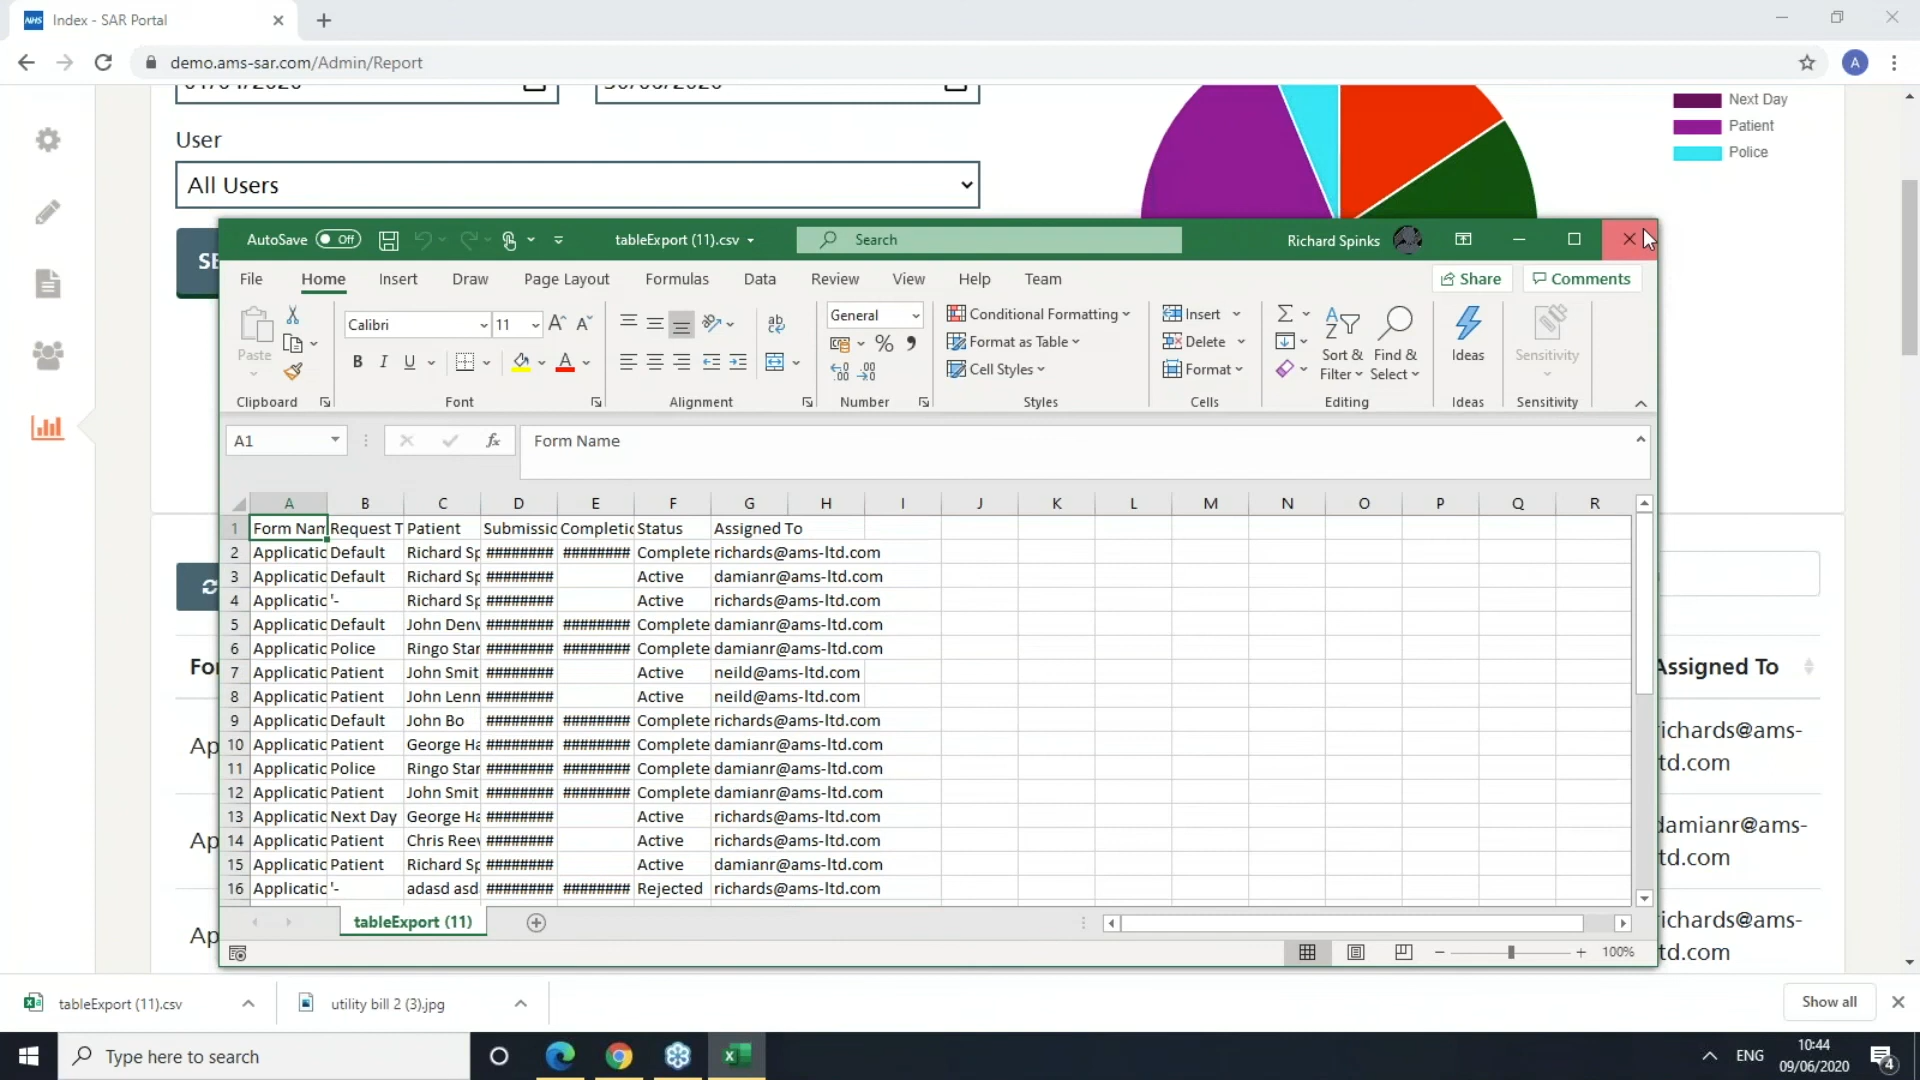 Index - SAR Portal
demo.ams-sar.com/Admin/Report
Next Day
Patient
Police
User
All Users
AutoSave Off
tableExport (11).csv
Search
Richard Spinks
File Home Insert Draw Page Layout Formulas Data Review View Help Team
Share Comments
Paste
Calibri 11
General
Conditional Formatting
Format as Table
Cell Styles
Insert
Delete
Format
Sort & Filter
Find & Select
Ideas
Sensitivity
B I U
Clipboard Font Alignment Number Styles Cells Editing Ideas Sensitivity
A1
fx
Form Name
A B C D E F G H I J K L M N O P Q R
1 Form Nam Request T Patient Submissic Completic Status Assigned To
2 Applicatic Default Richard Sp ######## ######## Complete richards@ams-ltd.com
3 Applicatic Default Richard Sp ######## Active damianr@ams-ltd.com
4 Applicatic '- Richard Sp ######## Active richards@ams-ltd.com
5 Applicatic Default John Denv ######## ######## Complete damianr@ams-ltd.com
6 Applicatic Police Ringo Star ######## ######## Complete damianr@ams-ltd.com
7 Applicatic Patient John Smit ######## Active neild@ams-ltd.com
8 Applicatic Patient John Lenn ######## Active neild@ams-ltd.com
9 Applicatic Default John Bo ######## ######## Complete richards@ams-ltd.com
10 Applicatic Patient George Ha ######## ######## Complete damianr@ams-ltd.com
11 Applicatic Police Ringo Star ######## ######## Complete damianr@ams-ltd.com
12 Applicatic Patient John Smit ######## ######## Complete damianr@ams-ltd.com
13 Applicatic Next Day George Ha ######## Active richards@ams-ltd.com
14 Applicatic Patient Chris Reev ######## Active richards@ams-ltd.com
15 Applicatic Patient Richard Sp ######## Active damianr@ams-ltd.com
16 Applicatic '- adasd asd ######## ######## Rejected richards@ams-ltd.com
Assigned To
ichards@ams-
td.com
damianr@ams-
td.com
ichards@ams-
td.com
tableExport (11)
100%
tableExport (11).csv
utility bill 2 (3).jpg
Show all
Type here to search
ENG
10:44
09/06/2020
4